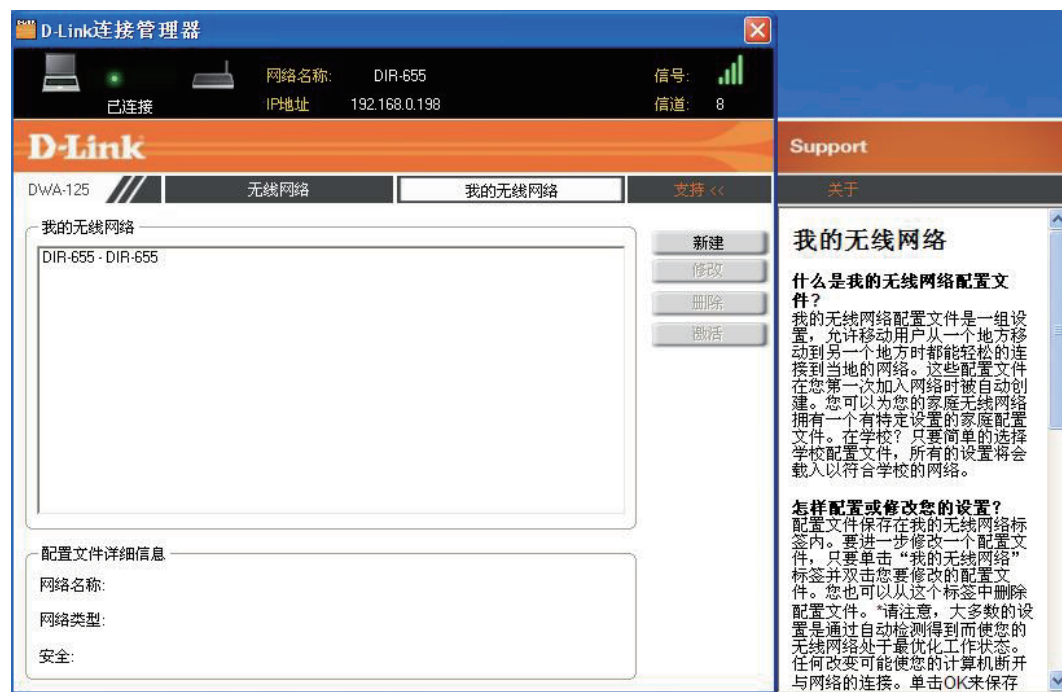 D-Link连接管理器
网络名称: DIR-655 信号:
已连接 IP地址 192.168.0.198 信道: 8
D-Link
DWA-125 无线网络 我的无线网络 支持 <<
我的无线网络
DIR-655 - DIR-655
新建
修改
删除
激活
配置文件详细信息
网络名称:
网络类型:
安全:
Support
关于
我的无线网络
什么是我的无线网络配置文
件?
我的无线网络配置文件是一组设
置，允许移动用户从一个地方移
动到另一个地方时都能轻松的连
接到当地的网络。这些配置文件
在您第一次加入网络时被自动创
建。您可以为您的家庭无线网络
拥有一个有特定设置的家庭配置
文件。在学校？只要简单的选择
学校配置文件，所有的设置将会
载入以符合学校的网络。
怎样配置或修改您的设置?
配置文件保存在我的无线网络标
签内。要进一步修改一个配置文
件，只要单击“我的无线网络”
标签并双击您要修改的配置文
件。您也可以从这个标签中删除
配置文件。*请注意，大多数的设
置是通过自动检测得到而使您的
无线网络处于最优化工作状态。
任何改变可能使您的计算机断开
与网络的连接。单击OK来保存